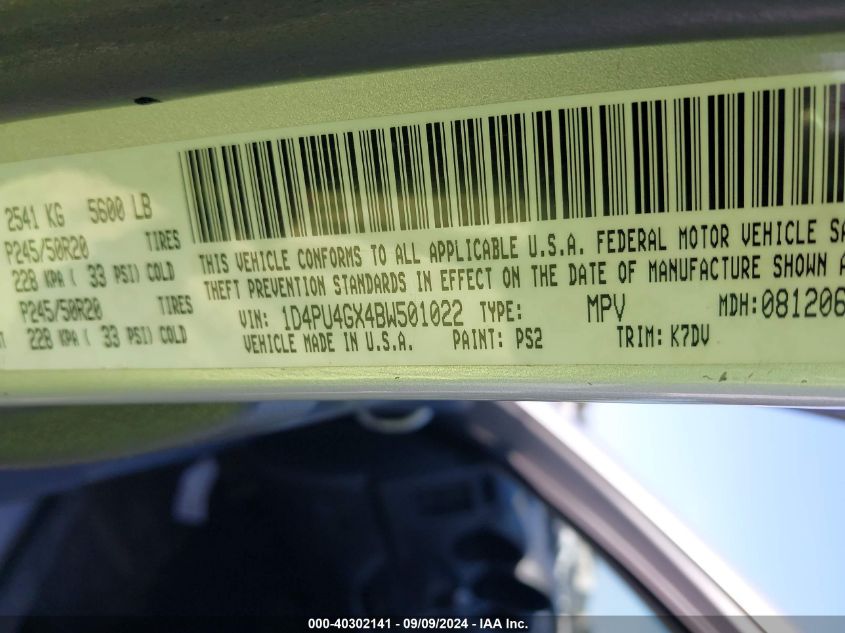 2541 KG 5600 LB
P245/50R20 TIRES
228 KPA ( 33 PSI) COLD
P245/50R20 TIRES
228 KPA ( 33 PSI) COLD
THIS VEHICLE CONFORMS TO ALL APPLICABLE U.S.A. FEDERAL MOTOR VEHICLE SA
THEFT PREVENTION STANDARDS IN EFFECT ON THE DATE OF MANUFACTURE SHOWN A
VIN: 1D4PU4GX4BW501022 TYPE: MPV MDH:081206
VEHICLE MADE IN U.S.A. PAINT: PS2 TRIM: K7DV
000-40302141 - 09/09/2024 - IAA Inc.